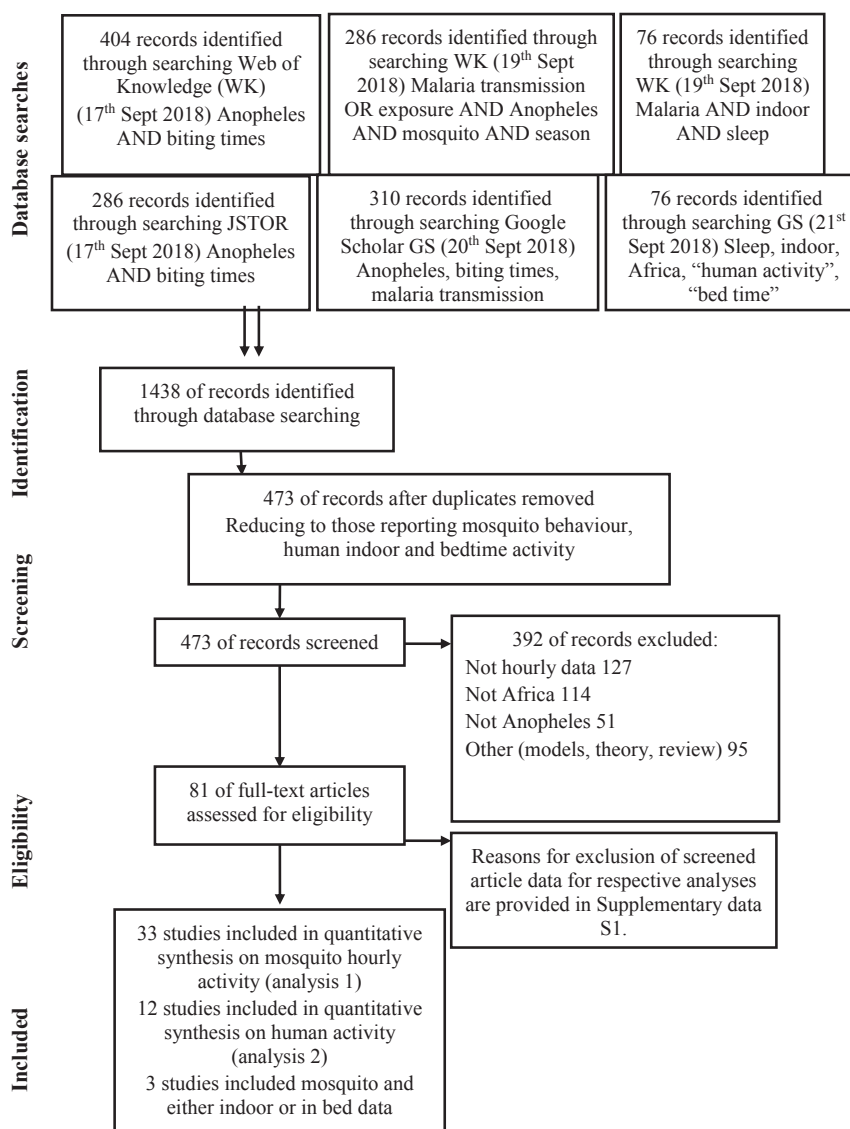 Database searches
404 records identified
through searching Web of
Knowledge (WK)
(17th Sept 2018) Anopheles
AND biting times
286 records identified through
searching WK (19th Sept
2018) Malaria transmission
OR exposure AND Anopheles
AND mosquito AND season
76 records identified
through searching
WK (19th Sept 2018)
Malaria AND indoor
AND sleep
286 records identified
through searching JSTOR
(17th Sept 2018) Anopheles
AND biting times
310 records identified
through searching Google
Scholar GS (20th Sept 2018)
Anopheles, biting times,
malaria transmission
76 records identified
through searching GS (21st
Sept 2018) Sleep, indoor,
Africa, “human activity”,
“bed time”
Identification
1438 of records identified
through database searching
473 of records after duplicates removed
Reducing to those reporting mosquito behaviour,
human indoor and bedtime activity
Screening
473 of records screened
392 of records excluded:
Not hourly data 127
Not Africa 114
Not Anopheles 51
Other (models, theory, review) 95
Eligibility
81 of full-text articles
assessed for eligibility
Reasons for exclusion of screened
article data for respective analyses
are provided in Supplementary data
S1.
Included
33 studies included in quantitative
synthesis on mosquito hourly
activity (analysis 1)
12 studies included in quantitative
synthesis on human activity
(analysis 2)
3 studies included mosquito and
either indoor or in bed data